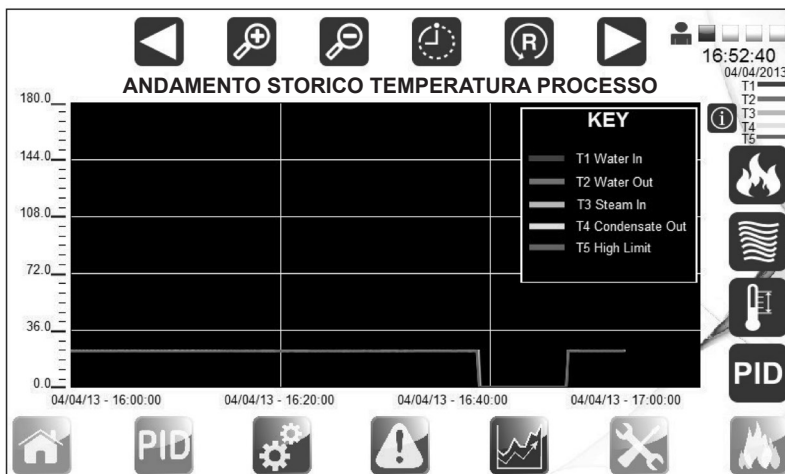 R
16:52:40
04/04/2013
ANDAMENTO STORICO TEMPERATURA PROCESSO
T1
T2
T3
T4
T5
i
180.0
144.0
108.0
72.0
36.0
0.0
KEY
T1 Water In
T2 Water Out
T3 Steam In
T4 Condensate Out
T5 High Limit
PID
04/04/13 - 16:00:00
04/04/13 - 16:20:00
04/04/13 - 16:40:00
04/04/13 - 17:00:00
PID